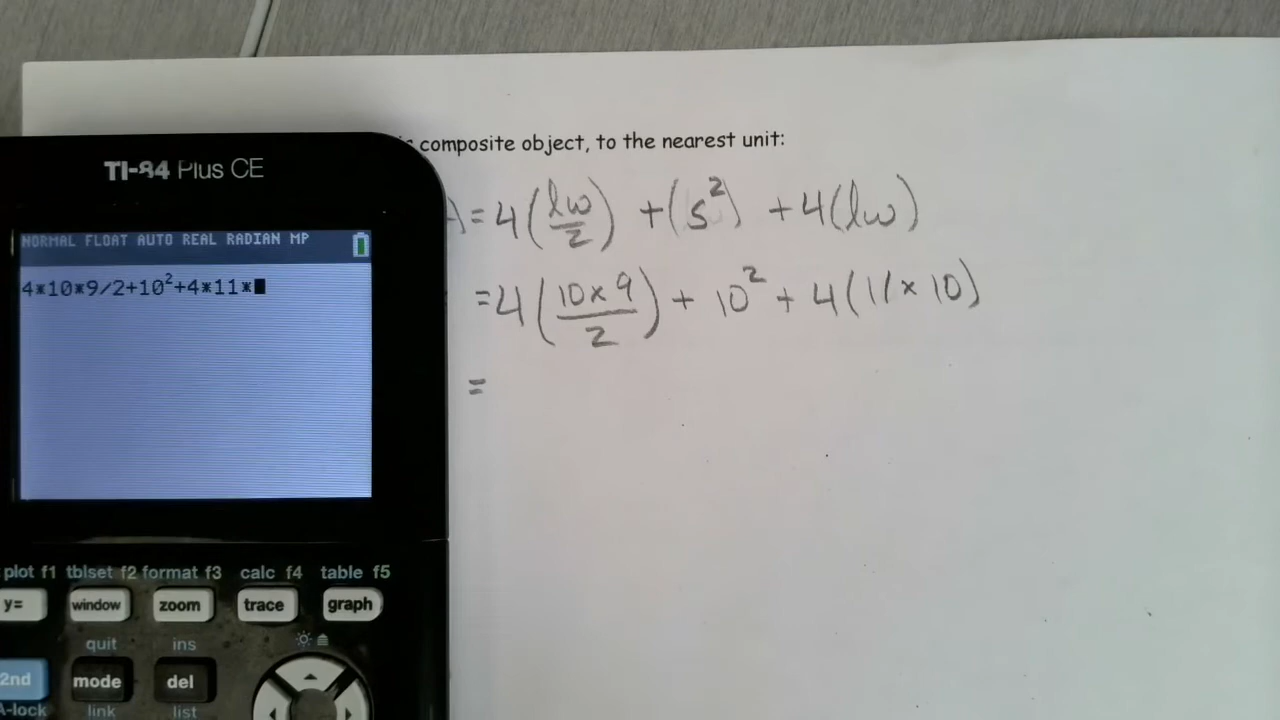 composite object, to the nearest unit:
TI-84 Plus CE
A = 4(lw/2) + (s²) + 4(lw)
NORMAL FLOAT AUTO REAL RADIAN MP
4*10*9/2+10²+4*11*
= 4(10 × 9/2) + 10² + 4(11 × 10)
=
plot f1 tblset f2 format f3 calc f4 table f5
y= window zoom trace graph
quit ins
2nd mode del
A-lock link list